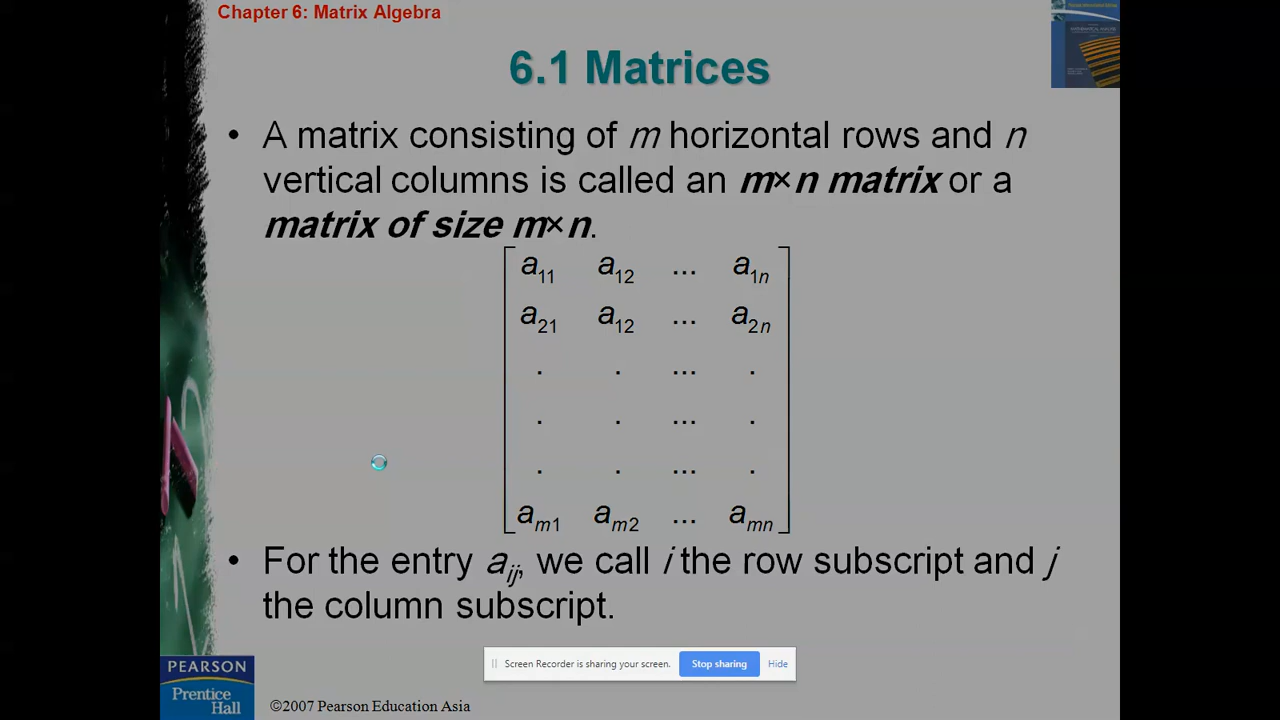 Chapter 6: Matrix Algebra
6.1 Matrices
• A matrix consisting of m horizontal rows and n
vertical columns is called an m×n matrix or a
matrix of size m×n.
a11 a12 ... a1n
a21 a12 ... a2n
. . ... .
. . ... .
. . ... .
am1 am2 ... amn
• For the entry aij, we call i the row subscript and j
the column subscript.
Screen Recorder is sharing your screen. Stop sharing Hide
PEARSON
Prentice
Hall
©2007 Pearson Education Asia